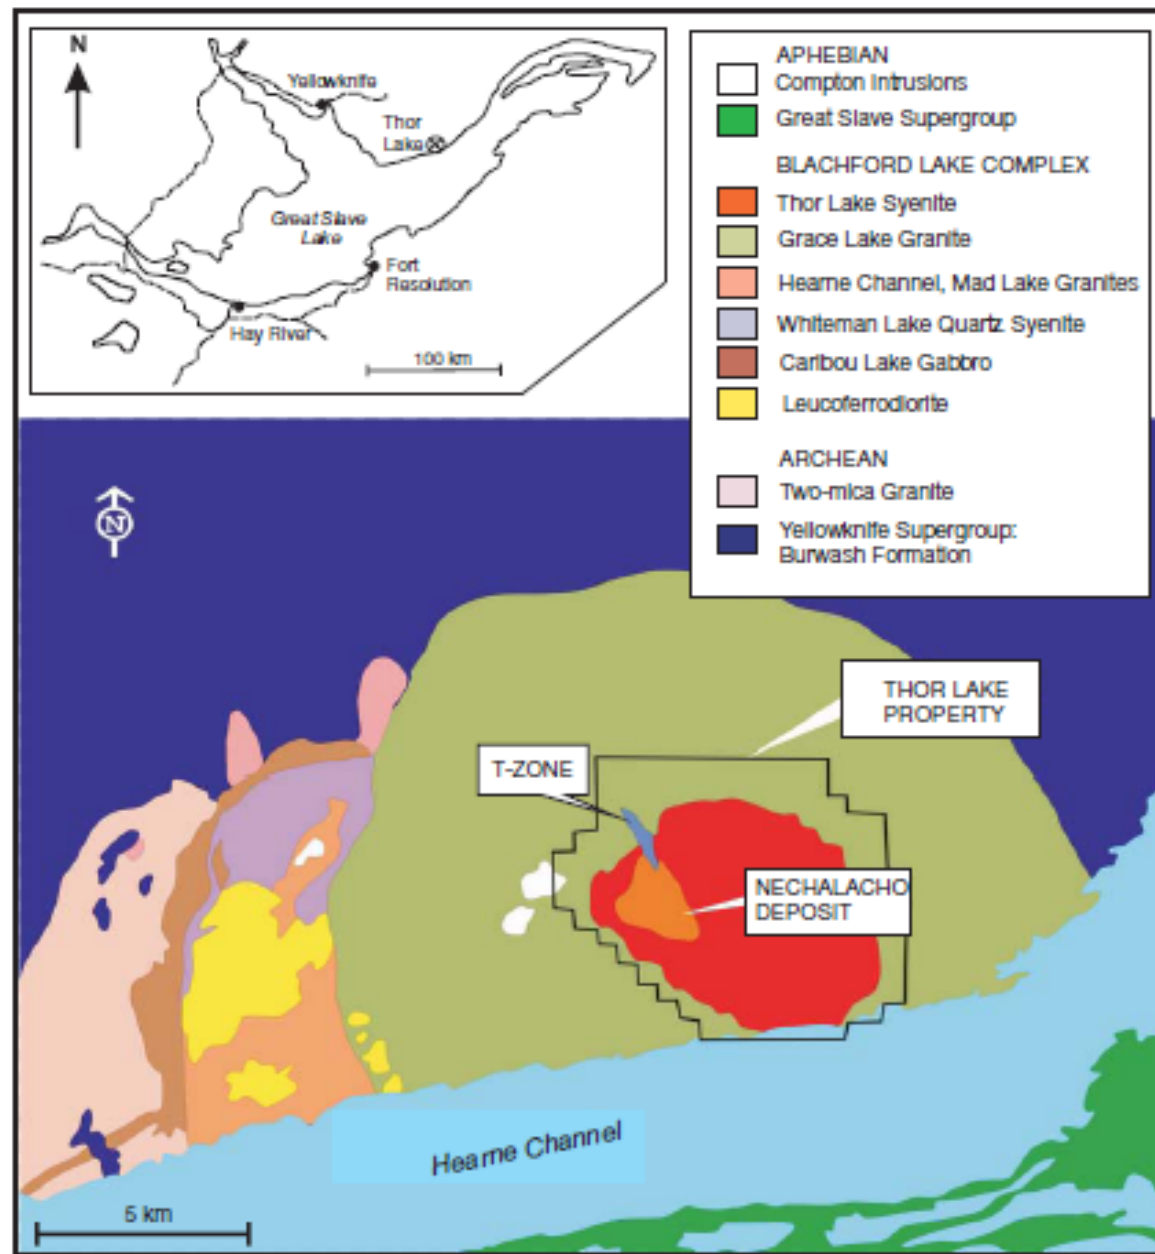 N
Yellowknife
Thor
Lake
Great Slave
Lake
Fort
Resolution
Hay River
100 km
APHEBIAN
Compton Intrusions
Great Slave Supergroup
BLACHFORD LAKE COMPLEX
Thor Lake Syenite
Grace Lake Granite
Hearne Channel, Mad Lake Granites
Whiteman Lake Quartz Syenite
Caribou Lake Gabbro
Leucoferrodiorite
ARCHEAN
Two-mica Granite
Yellowknife Supergroup:
Burwash Formation
N
THOR LAKE
PROPERTY
T-ZONE
NECHALACHO
DEPOSIT
Hearne Channel
5 km